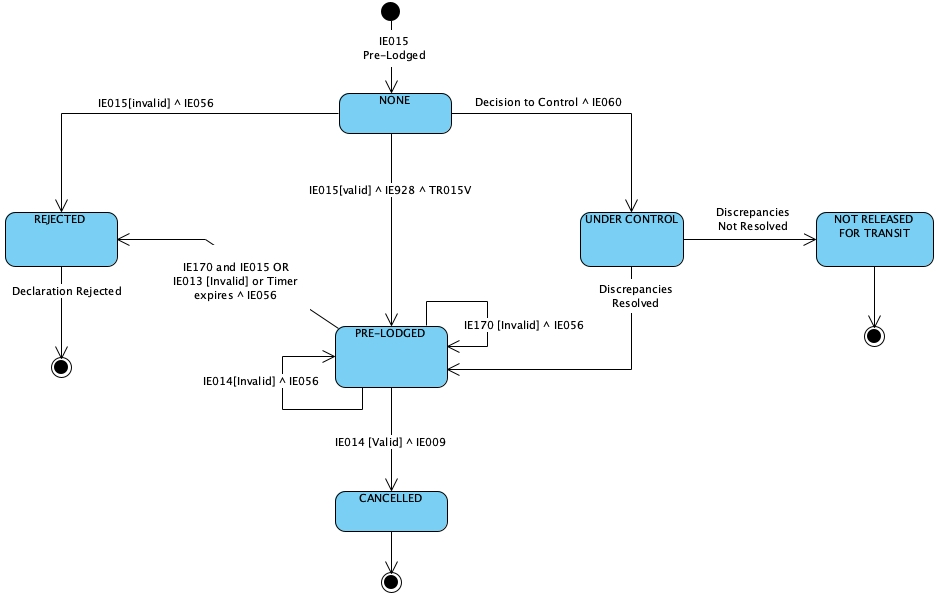 IE015
Pre-Lodged
NONE
IE015[invalid] ^ IE056
Decision to Control ^ IE060
IE015[valid] ^ IE928 ^ TR015V
REJECTED
UNDER CONTROL
Discrepancies
Not Resolved
NOT RELEASED
FOR TRANSIT
IE170 and IE015 OR
IE013 [Invalid] or Timer
expires ^ IE056
Declaration Rejected
Discrepancies
Resolved
PRE-LODGED
IE170 [Invalid] ^ IE056
IE014[Invalid] ^ IE056
IE014 [Valid] ^ IE009
CANCELLED